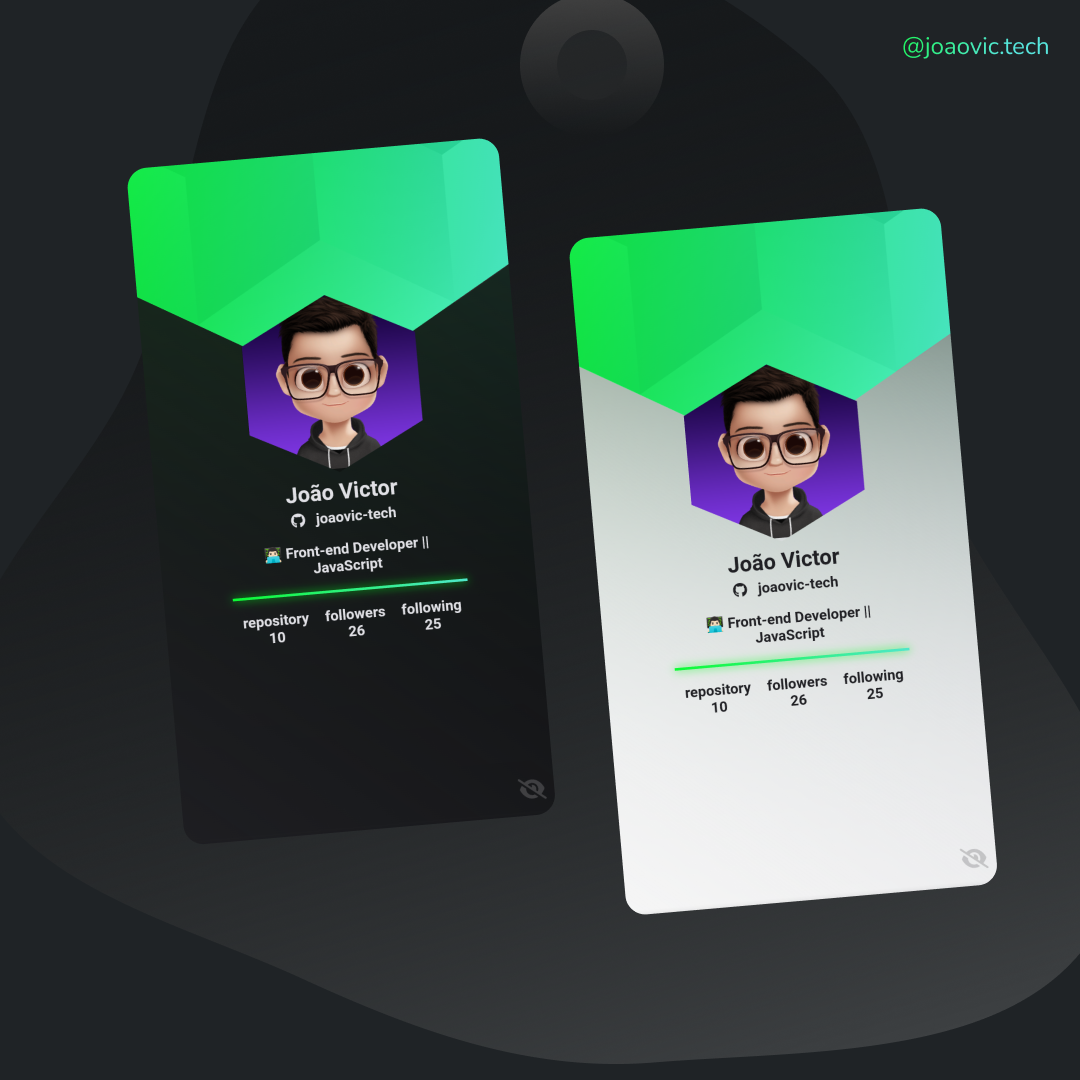 @joaovic.tech
João Victor
joaovic-tech
👨🏻‍💻 Front-end Developer ||
JavaScript
repository followers following
10 26 25
João Victor
joaovic-tech
👨🏻‍💻 Front-end Developer ||
JavaScript
repository followers following
10 26 25